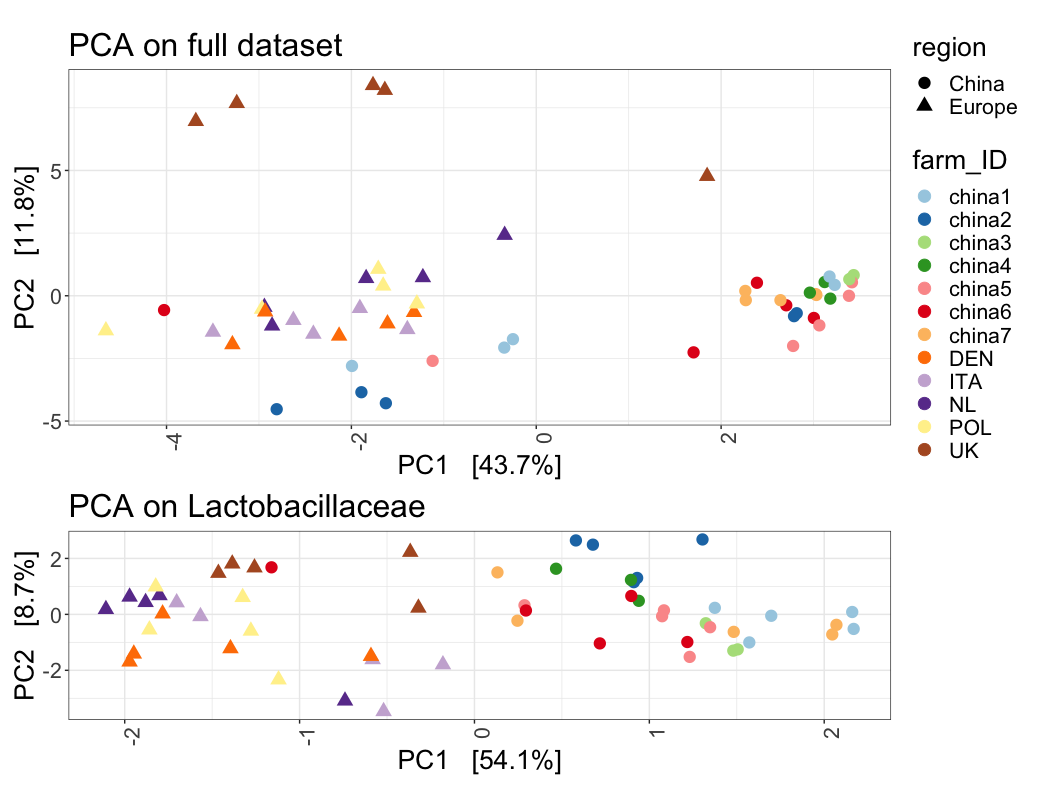 PCA on full dataset
5
0
-5
PC2 [11.8%]
-4
-2
0
2
PC1 [43.7%]
region
China
Europe
farm_ID
china1
china2
china3
china4
china5
china6
china7
DEN
ITA
NL
POL
UK
PCA on Lactobacillaceae
2
0
-2
PC2 [8.7%]
-2
-1
0
1
2
PC1 [54.1%]